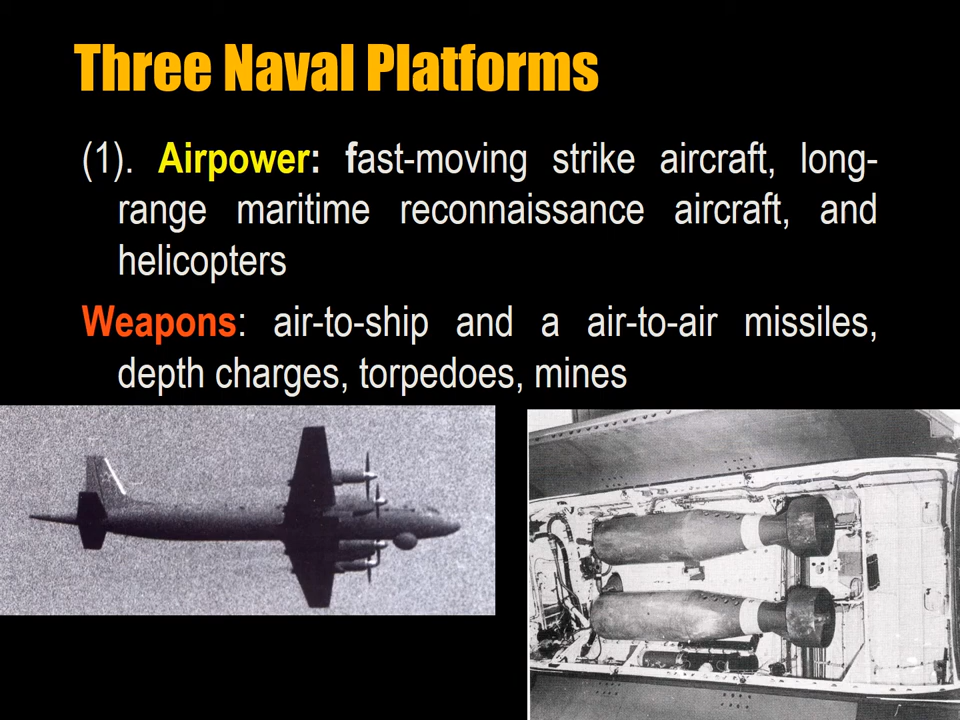 Three Naval Platforms
(1). Airpower: fast-moving strike aircraft, long-
range maritime reconnaissance aircraft, and
helicopters
Weapons: air-to-ship and a air-to-air missiles,
depth charges, torpedoes, mines